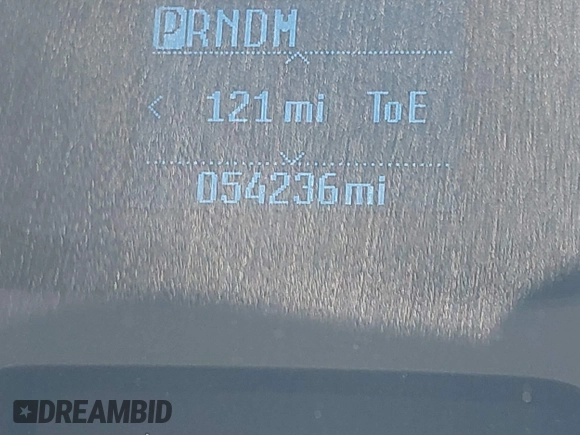 PRNDM
< 121 mi ToE
054236mi
DREAMBID